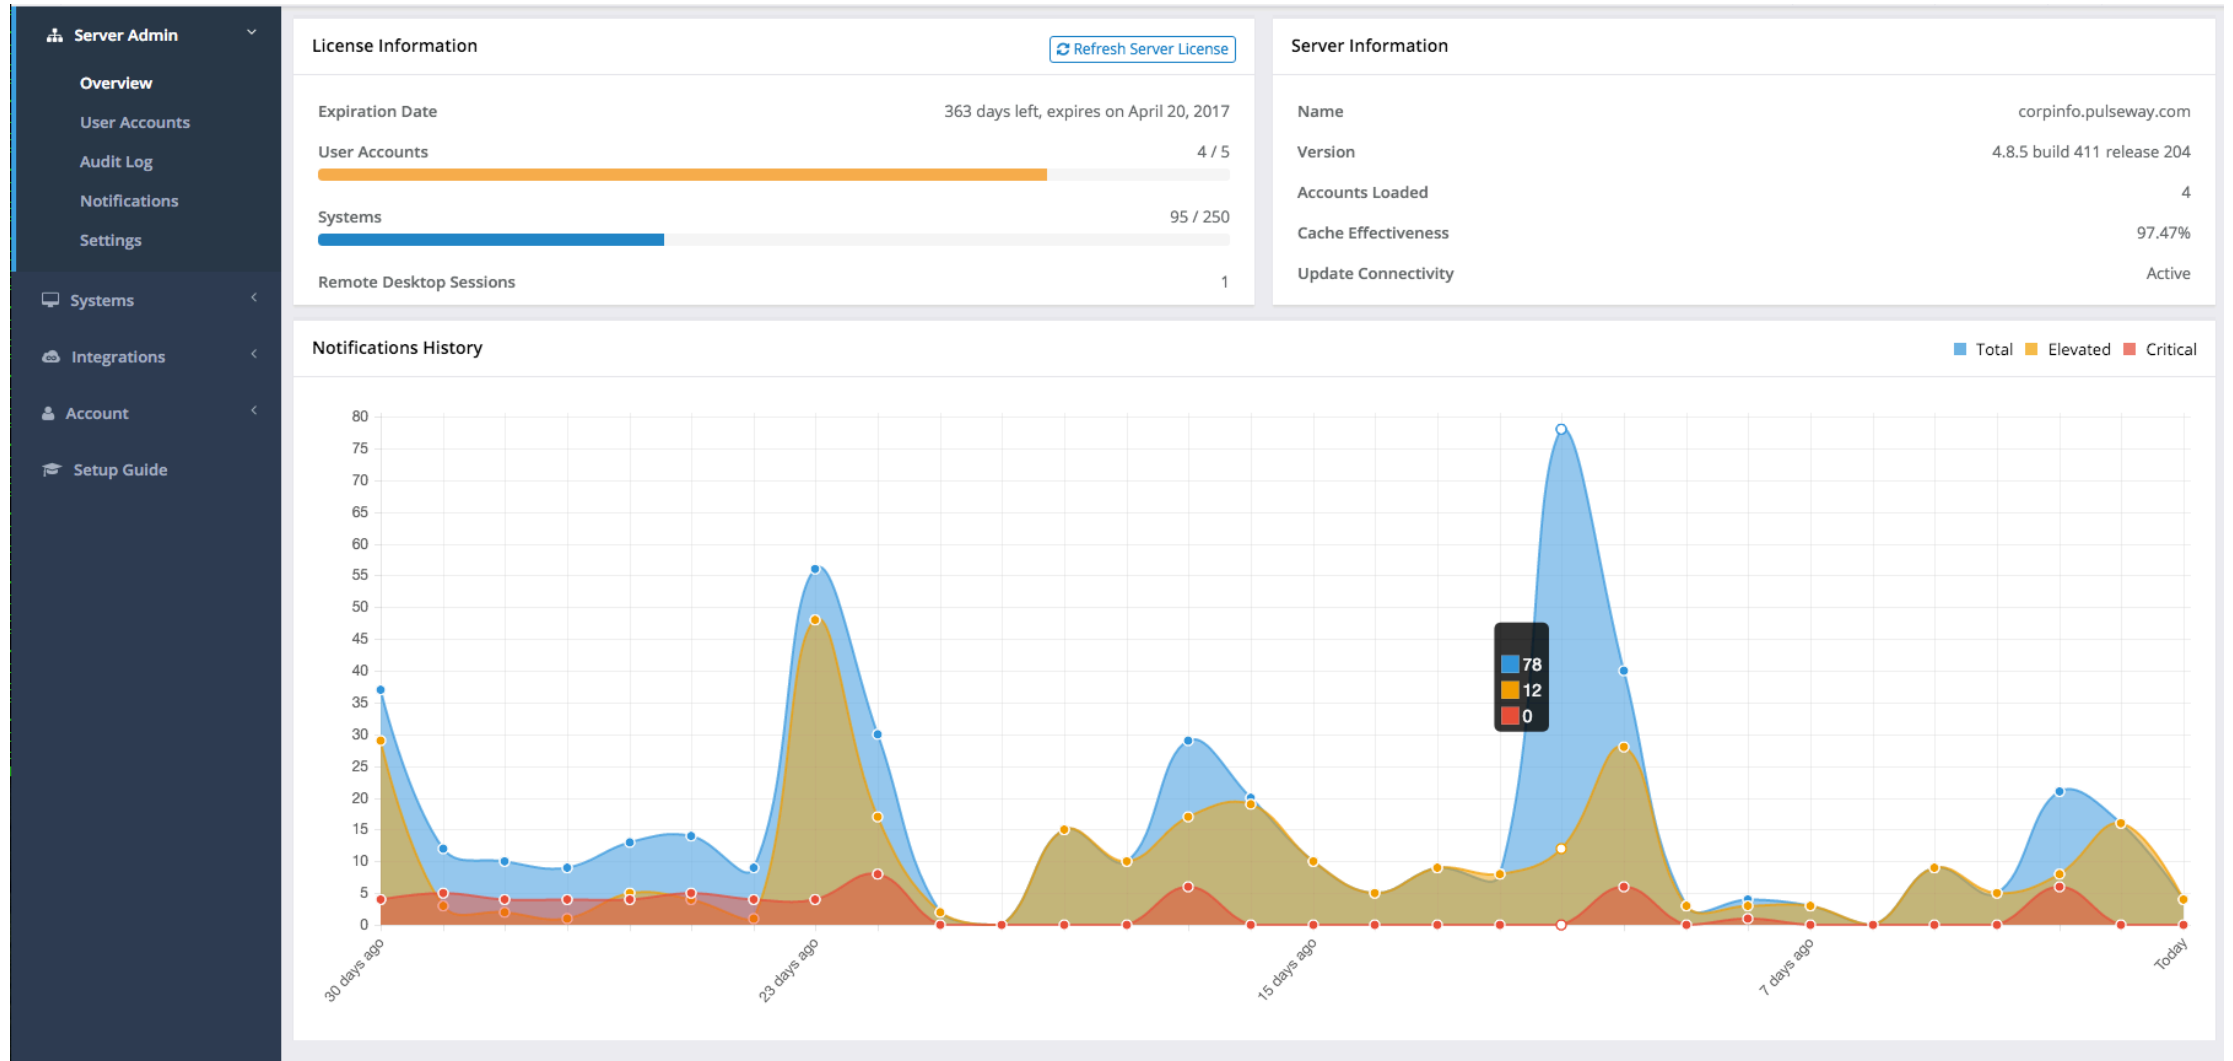 Server Admin
Overview
User Accounts
Audit Log
Notifications
Settings
Systems
Integrations
Account
Setup Guide
License Information
Refresh Server License
Expiration Date 363 days left, expires on April 20, 2017
User Accounts 4 / 5
Systems 95 / 250
Remote Desktop Sessions 1
Server Information
Name corpinfo.pulseway.com
Version 4.8.5 build 411 release 204
Accounts Loaded 4
Cache Effectiveness 97.47%
Update Connectivity Active
Notifications History
Total Elevated Critical
80
75
70
65
60
55
50
45
40
35
30
25
20
15
10
5
0
78
12
0
30 days ago 23 days ago 15 days ago 7 days ago Today